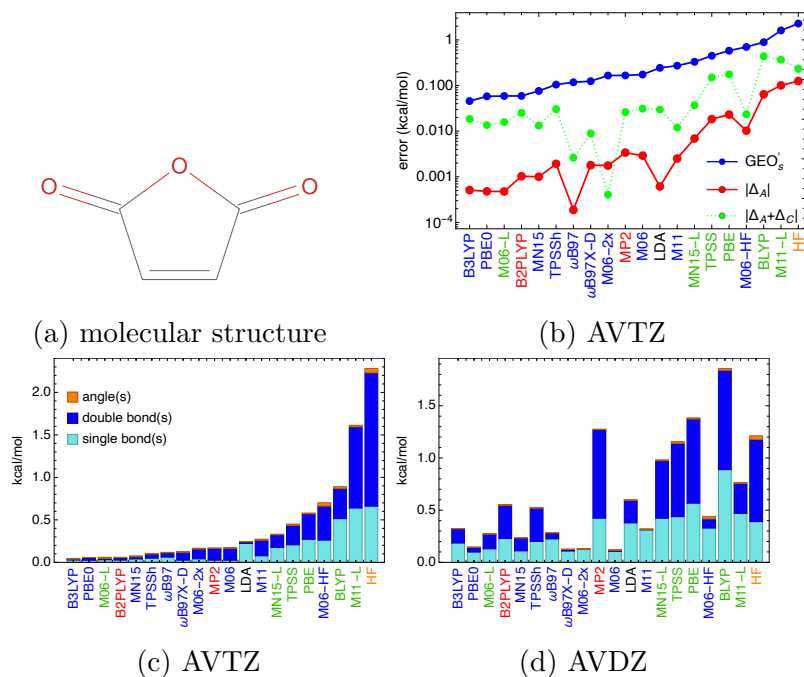 O
O
O
(a) molecular structure
error (kcal/mol)
1
0.100
0.010
0.001
10⁻⁴
GEO'ₛ
|Δ_A|
|Δ_A+Δ_C|
B3LYP
PBE0
M06-L
B2PLYP
MN15
TPSSh
ωB97
ωB97X-D
M06-2x
MP2
M06
LDA
M11
MN15-L
TPSS
PBE
M06-HF
BLYP
M11-L
HF
(b) AVTZ
kcal/mol
2.0
1.5
1.0
0.5
0.0
angle(s)
double bond(s)
single bond(s)
B3LYP
PBE0
M06-L
B2PLYP
MN15
TPSSh
ωB97
ωB97X-D
M06-2x
MP2
M06
LDA
M11
MN15-L
TPSS
PBE
M06-HF
BLYP
M11-L
HF
(c) AVTZ
kcal/mol
1.5
1.0
0.5
0.0
B3LYP
PBE0
M06-L
B2PLYP
MN15
TPSSh
ωB97
ωB97X-D
M06-2x
MP2
M06
LDA
M11
MN15-L
TPSS
PBE
M06-HF
BLYP
M11-L
HF
(d) AVDZ